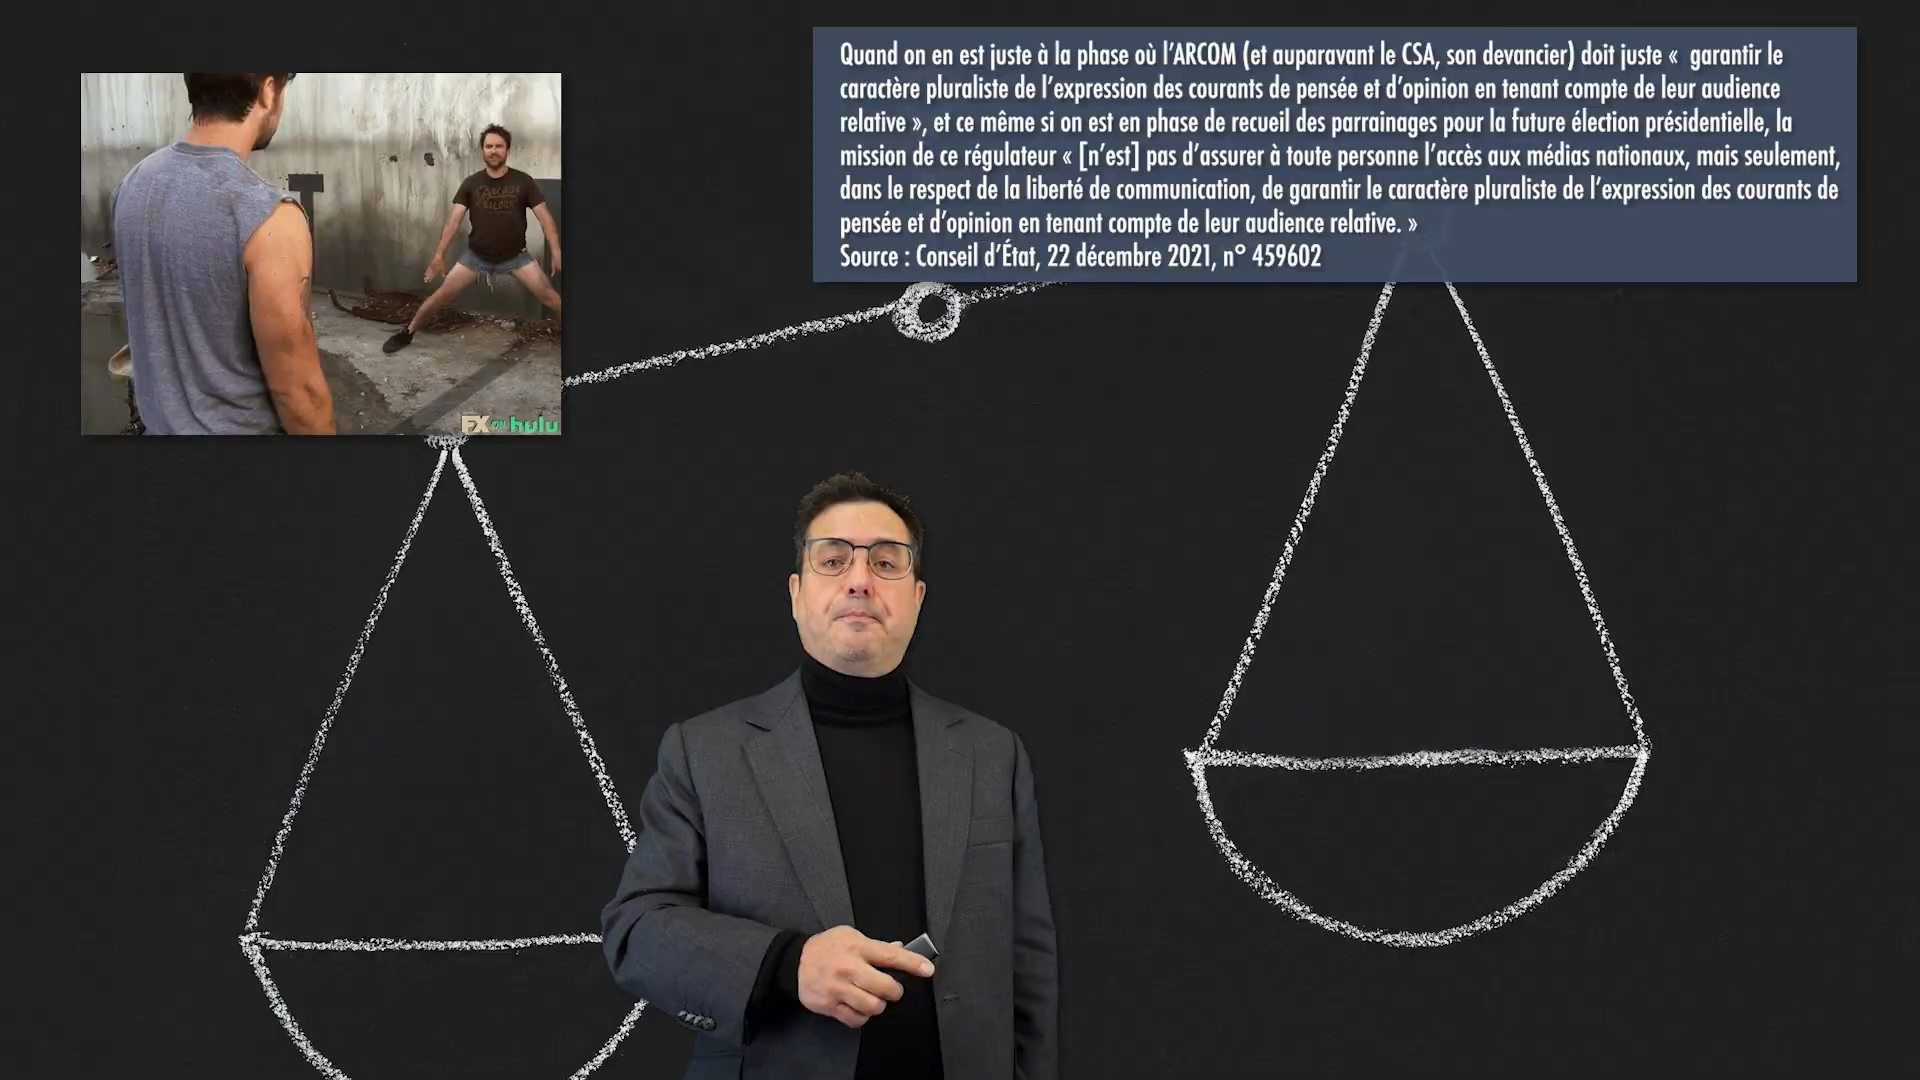 Quand on en est juste à la phase où l'ARCOM (et auparavant le CSA, son devancier) doit juste «  garantir le
caractère pluraliste de l'expression des courants de pensée et d'opinion en tenant compte de leur audience
relative », et ce même si on est en phase de recueil des parrainages pour la future élection présidentielle, la
mission de ce régulateur « [n'est] pas d'assurer à toute personne l'accès aux médias nationaux, mais seulement,
dans le respect de la liberté de communication, de garantir le caractère pluraliste de l'expression des courants de
pensée et d'opinion en tenant compte de leur audience relative. »
Source : Conseil d'État, 22 décembre 2021, n° 459602
FX ON hulu